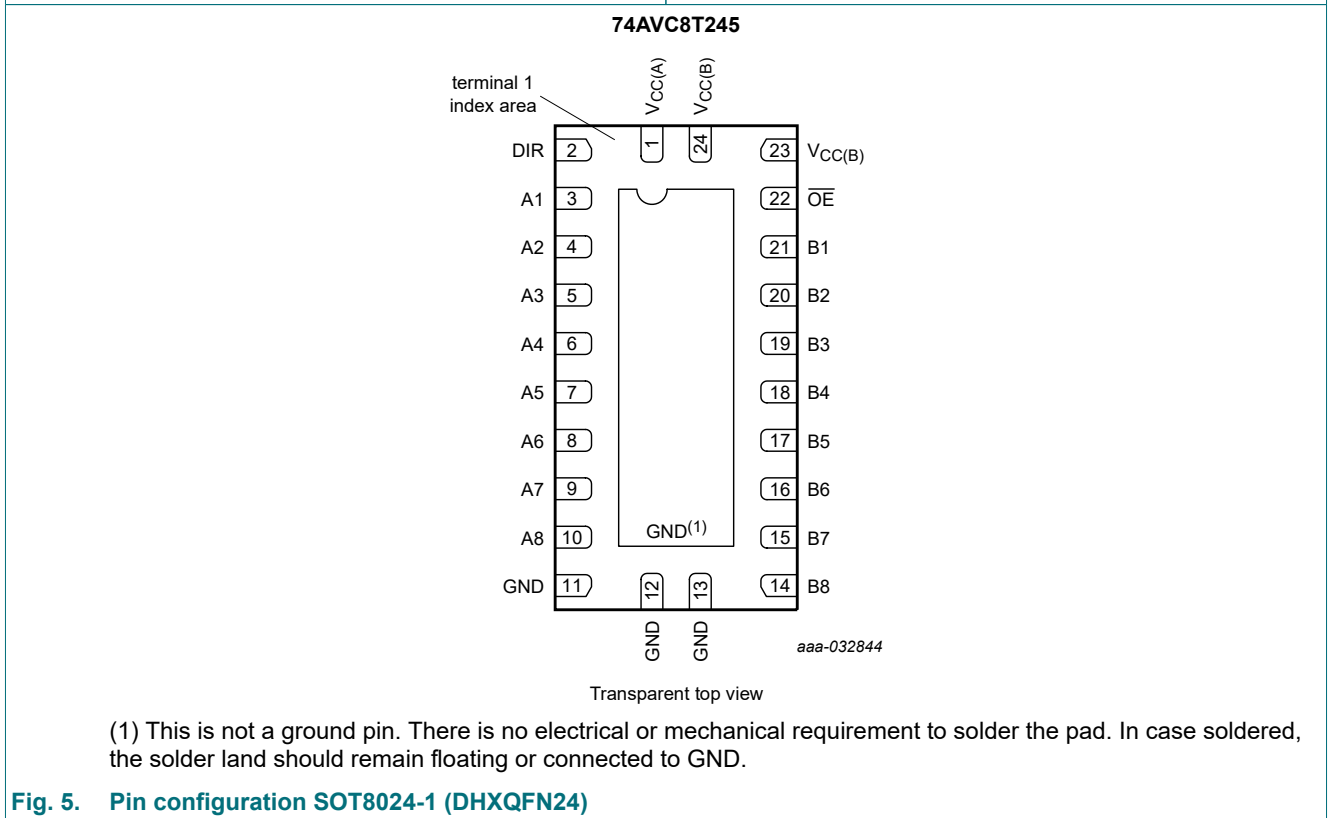 74AVC8T245
terminal 1
index area
VCC(A)
VCC(B)
1
24
DIR 2
23 VCC(B)
A1 3
22 OE
A2 4
21 B1
A3 5
20 B2
A4 6
19 B3
A5 7
18 B4
A6 8
17 B5
A7 9
16 B6
A8 10
15 B7
GND(1)
GND 11
14 B8
12
13
GND
GND
aaa-032844
Transparent top view
(1) This is not a ground pin. There is no electrical or mechanical requirement to solder the pad. In case soldered,
the solder land should remain floating or connected to GND.
Fig. 5. Pin configuration SOT8024-1 (DHXQFN24)